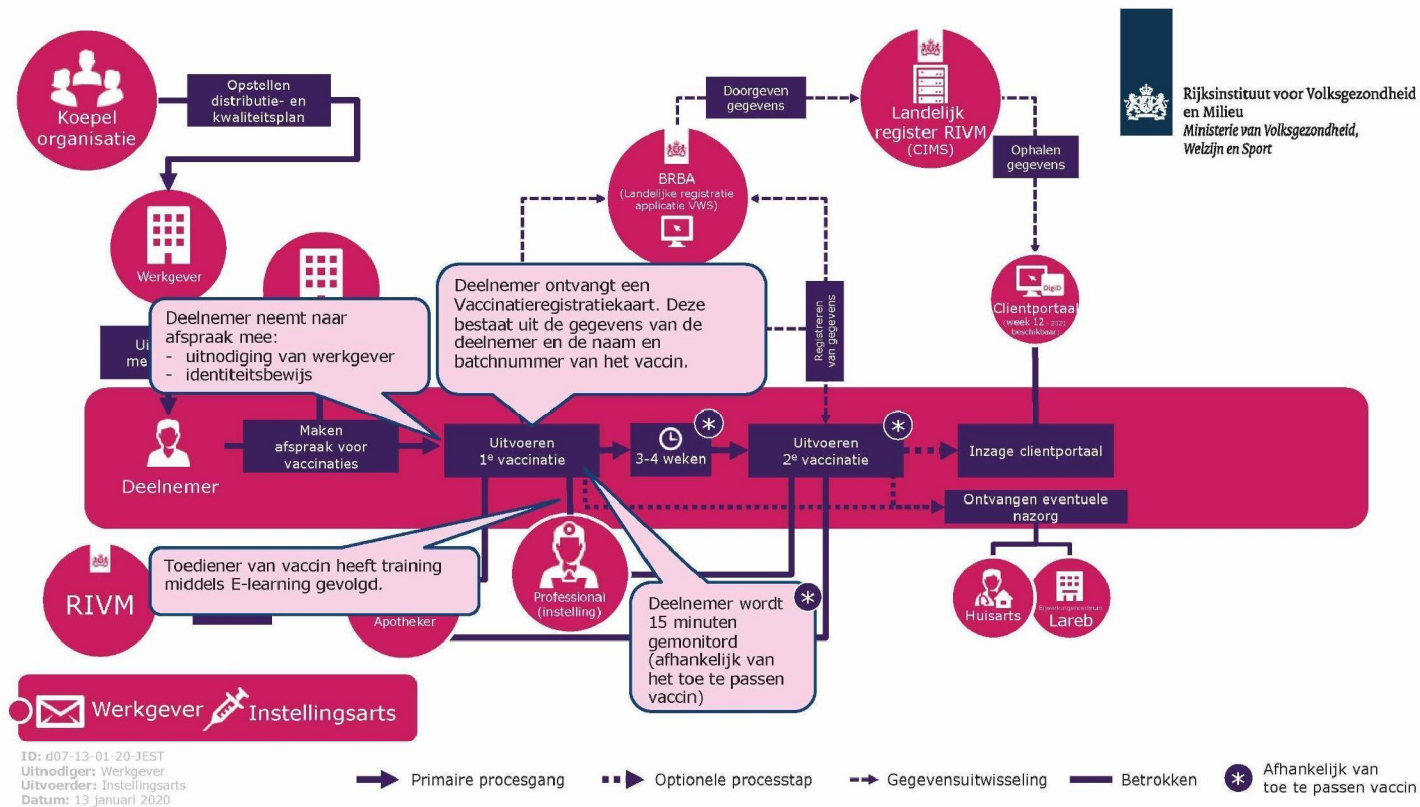 Koepel
organisatie
Opstellen
distributie- en
kwaliteitsplan
Werkgever
Doorgeven
gegevens
Landelijk
register RIVM
(CIMS)
Ophalen
gegevens
Rijksinstituut voor Volksgezondheid
en Milieu
Ministerie van Volksgezondheid,
Welzijn en Sport
BRBA
(Landelijke registratie
applicatie VWS)
Registreren
van gegevens
DigiD
Clientportaal
(week 12 - 2021
beschikbaar)
Deelnemer neemt naar
afspraak mee:
- uitnodiging van werkgever
- identiteitsbewijs
Deelnemer ontvangt een
Vaccinatieregistratiekaart. Deze
bestaat uit de gegevens van de
deelnemer en de naam en
batchnummer van het vaccin.
Deelnemer
Maken
afspraak voor
vaccinaties
Uitvoeren
1e vaccinatie
3-4 weken
*
Uitvoeren
2e vaccinatie
*
Inzage clientportaal
Ontvangen eventuele
nazorg
Huisarts
Bijwerkingencentrum
Lareb
RIVM
Toediener van vaccin heeft training
middels E-learning gevolgd.
Apotheker
Professional
(instelling)
Deelnemer wordt
15 minuten
gemonitord
(afhankelijk van
het toe te passen
vaccin)
*
Werkgever Instellingsarts
ID: d07-13-01-20-JEST
Uitnodiger: Werkgever
Uitvoerder: Instellingsarts
Datum: 13 januari 2020
Primaire procesgang
Optionele processtap
Gegevensuitwisseling
Betrokken
* Afhankelijk van
toe te passen vaccin